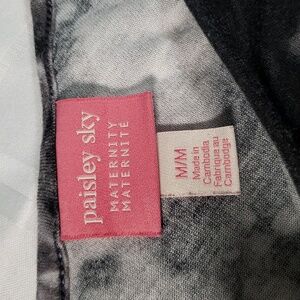 paisley sky
MATERNITY
MATERNITÉ
M/M
Made in
Cambodia
Fabriqué au
Cambodge